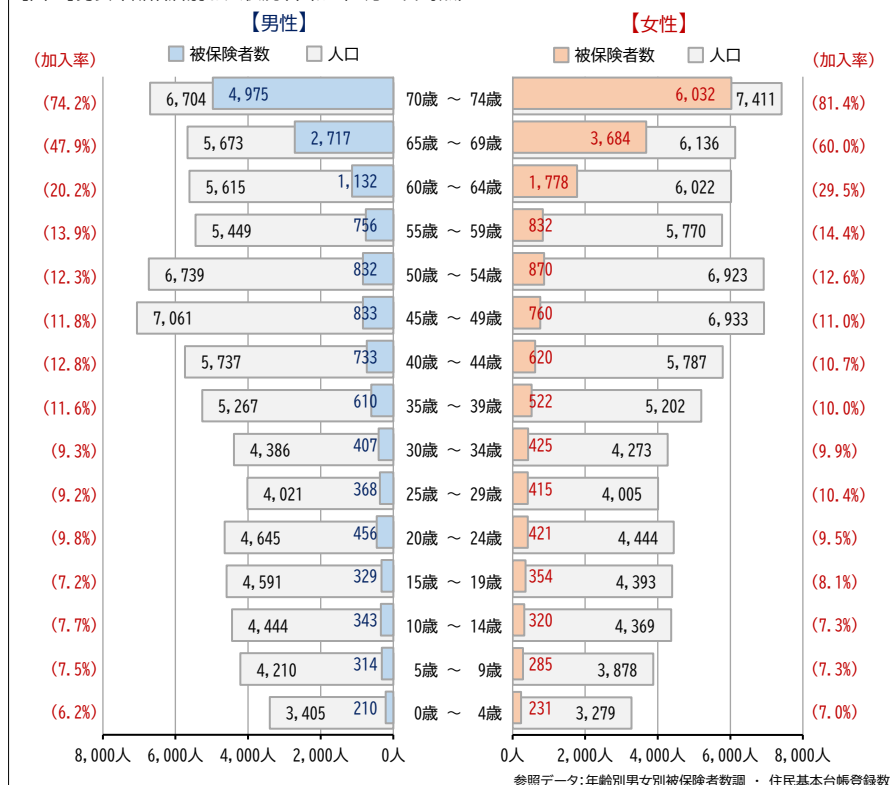 【男性】 【女性】
(加入率) 被保険者数 人口 被保険者数 人口 (加入率)
(74.2%) 6,704 4,975 70歳 ～ 74歳 6,032 7,411 (81.4%)
(47.9%) 5,673 2,717 65歳 ～ 69歳 3,684 6,136 (60.0%)
(20.2%) 5,615 1,132 60歳 ～ 64歳 1,778 6,022 (29.5%)
(13.9%) 5,449 756 55歳 ～ 59歳 832 5,770 (14.4%)
(12.3%) 6,739 832 50歳 ～ 54歳 870 6,923 (12.6%)
(11.8%) 7,061 833 45歳 ～ 49歳 760 6,933 (11.0%)
(12.8%) 5,737 733 40歳 ～ 44歳 620 5,787 (10.7%)
(11.6%) 5,267 610 35歳 ～ 39歳 522 5,202 (10.0%)
(9.3%) 4,386 407 30歳 ～ 34歳 425 4,273 (9.9%)
(9.2%) 4,021 368 25歳 ～ 29歳 415 4,005 (10.4%)
(9.8%) 4,645 456 20歳 ～ 24歳 421 4,444 (9.5%)
(7.2%) 4,591 329 15歳 ～ 19歳 354 4,393 (8.1%)
(7.7%) 4,444 343 10歳 ～ 14歳 320 4,369 (7.3%)
(7.5%) 4,210 314 5歳 ～ 9歳 285 3,878 (7.3%)
(6.2%) 3,405 210 0歳 ～ 4歳 231 3,279 (7.0%)
8,000人 6,000人 4,000人 2,000人 0人 0人 2,000人 4,000人 6,000人 8,000人
参照データ：年齢別男女別被保険者数調 ・ 住民基本台帳登録数